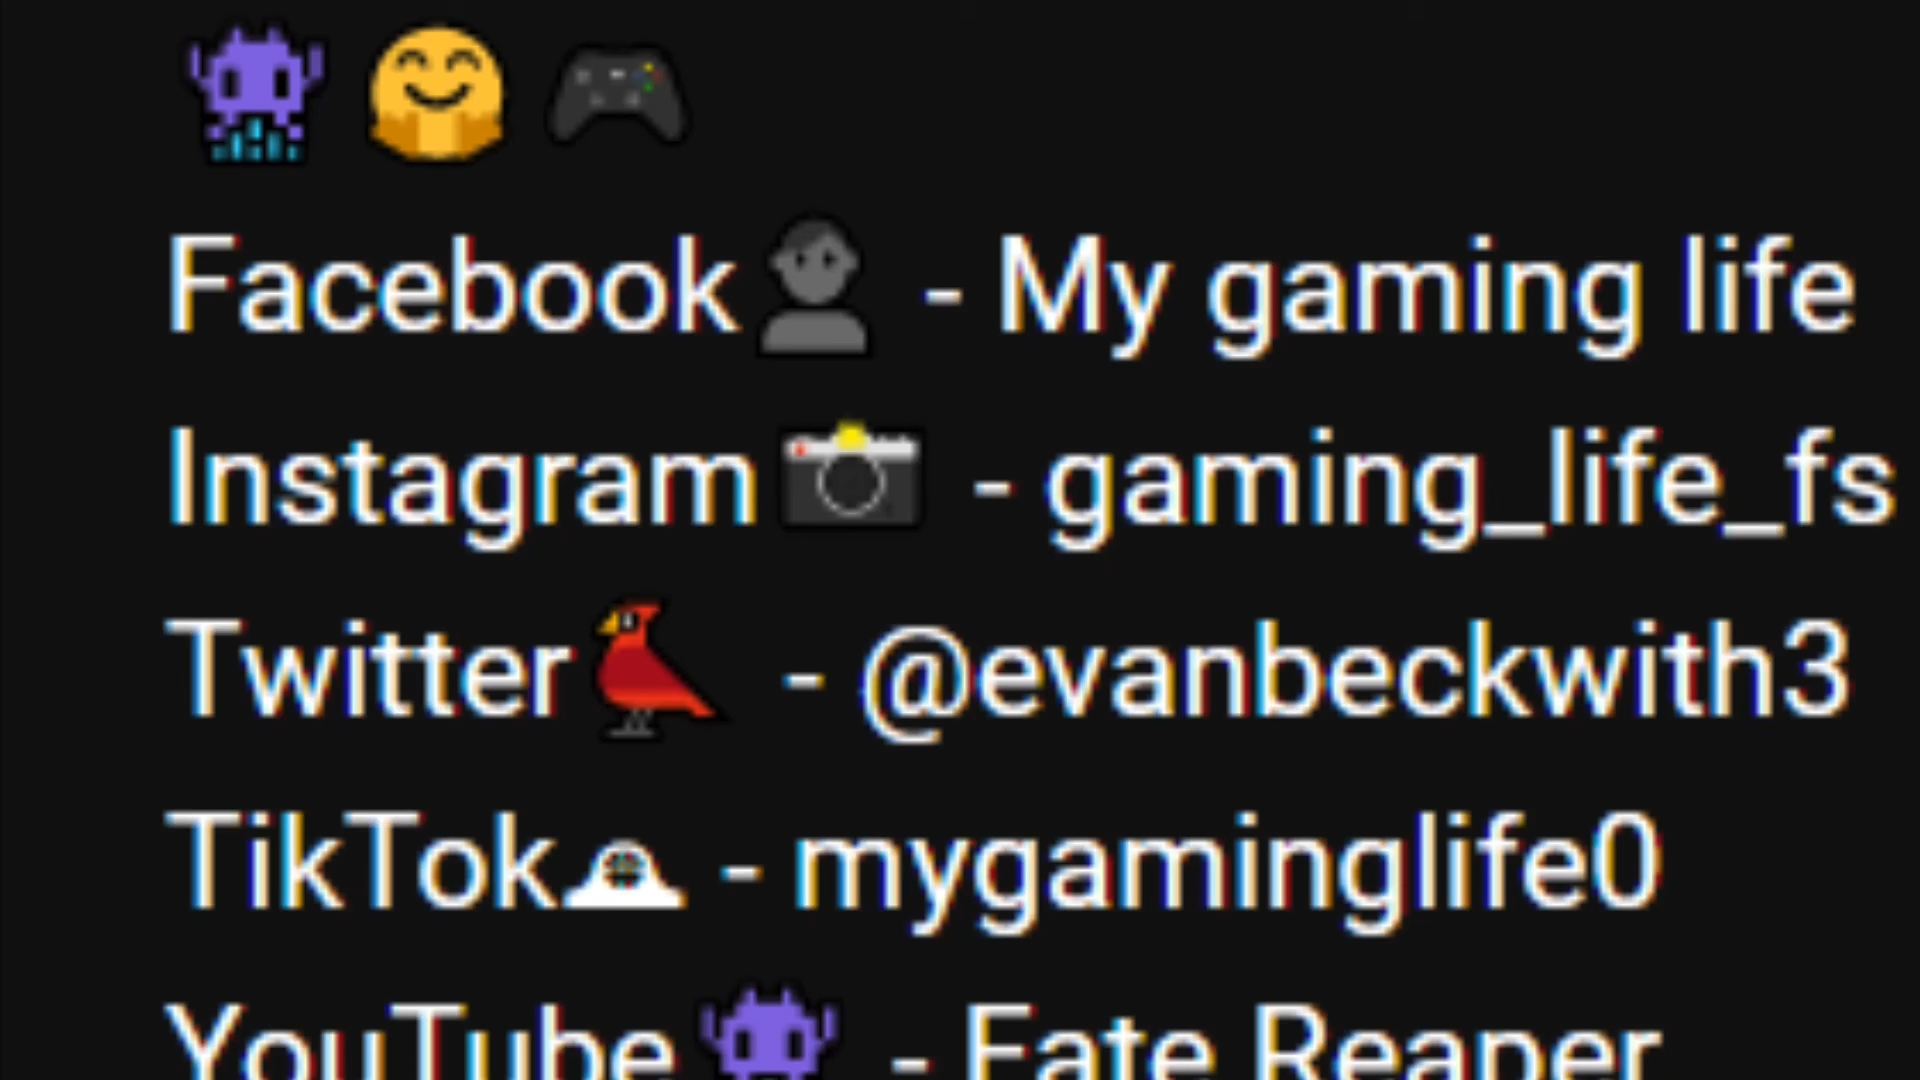 👾 🤗 🎮
Facebook👤 - My gaming life
Instagram📷 - gaming_life_fs
Twitter🐦 - @evanbeckwith3
TikTok🕋 - mygaminglife0
YouTube👾 - Fate Reaper